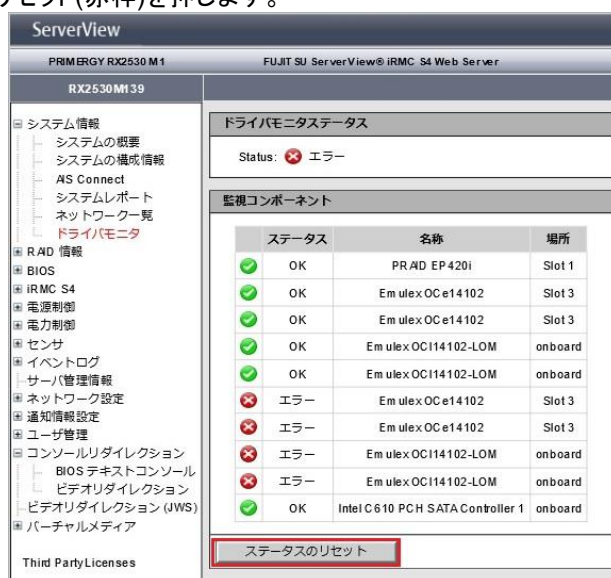 リセット(赤枠)を押します。
ServerView
PRIMERGY RX2530 M1
FUJITSU ServerView® iRMC S4 Web Server
RX2530M139
システム情報
システムの概要
システムの構成情報
AIS Connect
システムレポート
ネットワーク一覧
ドライバモニタ
RAID 情報
BIOS
iRMC S4
電源制御
電力制御
センサ
イベントログ
サーバ管理情報
ネットワーク設定
通知情報設定
ユーザ管理
コンソールリダイレクション
BIOS テキストコンソール
ビデオリダイレクション
ビデオリダイレクション (JWS)
バーチャルメディア
Third Party Licenses
ドライバモニタステータス
Status: エラー
監視コンポーネント
ステータス 名称 場所
OK PRAID EP420i Slot 1
OK Emulex OCe14102 Slot 3
OK Emulex OCe14102 Slot 3
OK Emulex OCl14102-LOM onboard
OK Emulex OCl14102-LOM onboard
エラー Emulex OCe14102 Slot 3
エラー Emulex OCe14102 Slot 3
エラー Emulex OCl14102-LOM onboard
エラー Emulex OCl14102-LOM onboard
OK Intel C610 PCH SATA Controller 1 onboard
ステータスのリセット